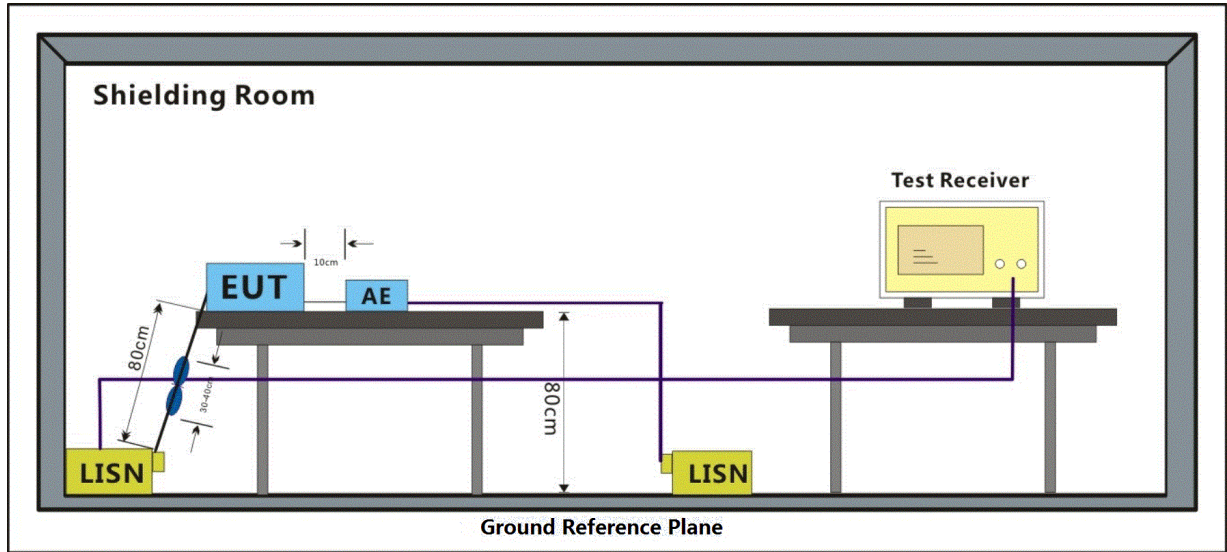 Shielding Room
Test Receiver
10cm
EUT
AE
80cm
30-40cm
80cm
LISN
LISN
Ground Reference Plane